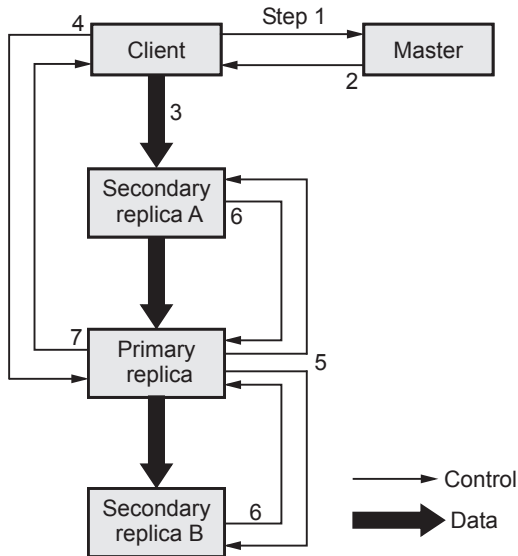 4
Client
Step 1
Master
2
3
Secondary
replica A
6
7
Primary
replica
5
Secondary
replica B
6
Control
Data